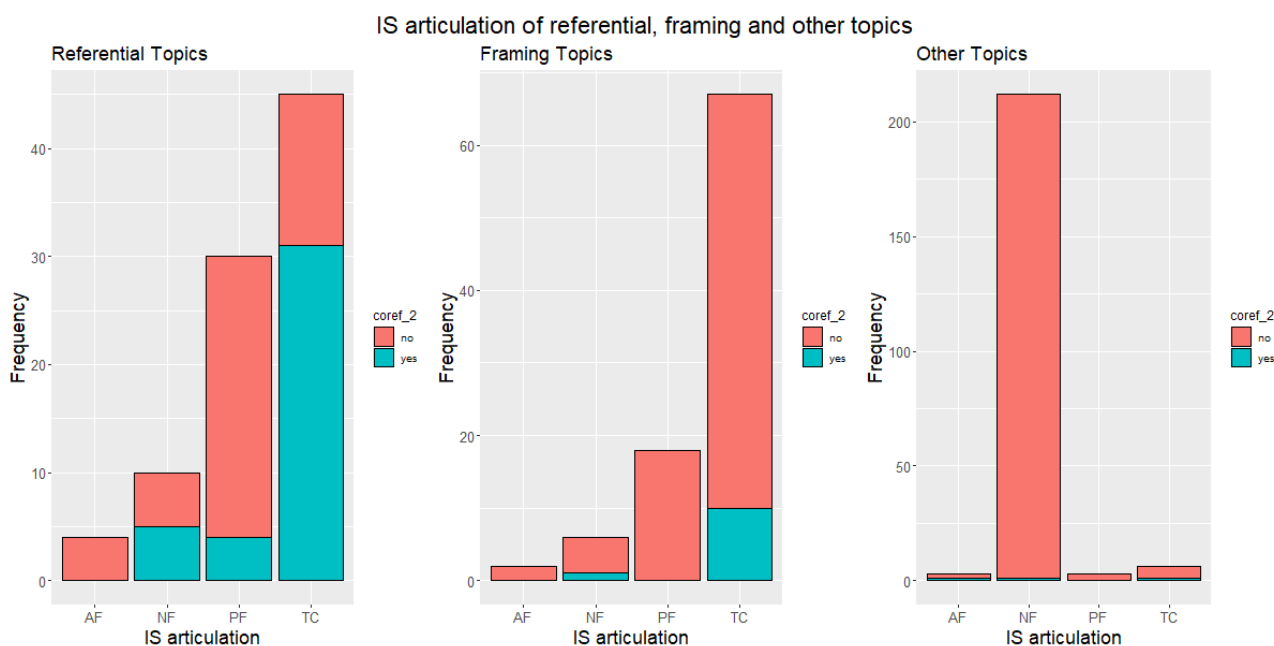 IS articulation of referential, framing and other topics
Referential Topics
Frequency
40
30
20
10
0
AF NF PF TC
IS articulation
coref_2
no
yes
Framing Topics
Frequency
60
40
20
0
AF NF PF TC
IS articulation
coref_2
no
yes
Other Topics
Frequency
200
150
100
50
0
AF NF PF TC
IS articulation
coref_2
no
yes